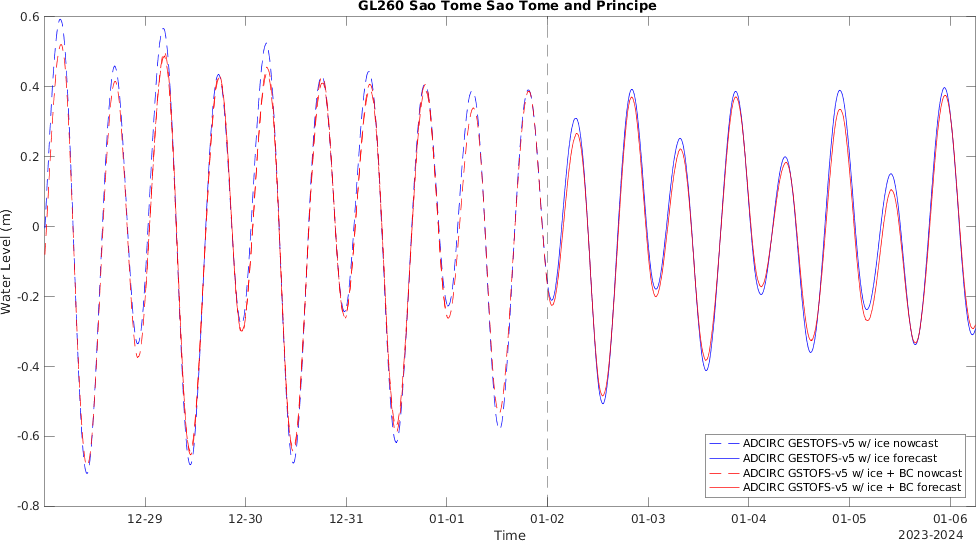 GL260 Sao Tome Sao Tome and Principe
0.6
0.4
0.2
0
-0.2
-0.4
-0.6
-0.8
Water Level (m)
12-29
12-30
12-31
01-01
01-02
01-03
01-04
01-05
01-06
Time
2023-2024
ADCIRC GESTOFS-v5 w/ ice nowcast
ADCIRC GESTOFS-v5 w/ ice forecast
ADCIRC GSTOFS-v5 w/ ice + BC nowcast
ADCIRC GSTOFS-v5 w/ ice + BC forecast